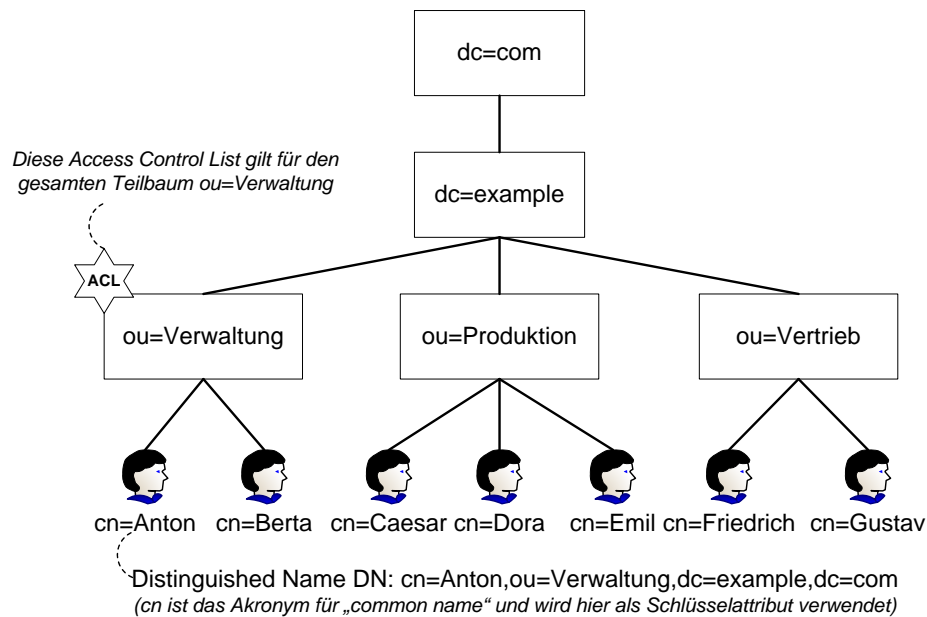 dc=com
Diese Access Control List gilt für den
gesamten Teilbaum ou=Verwaltung
dc=example
ACL
ou=Verwaltung
ou=Produktion
ou=Vertrieb
cn=Anton
cn=Berta
cn=Caesar
cn=Dora
cn=Emil
cn=Friedrich
cn=Gustav
Distinguished Name DN: cn=Anton,ou=Verwaltung,dc=example,dc=com
(cn ist das Akronym für „common name“ und wird hier als Schlüsselattribut verwendet)